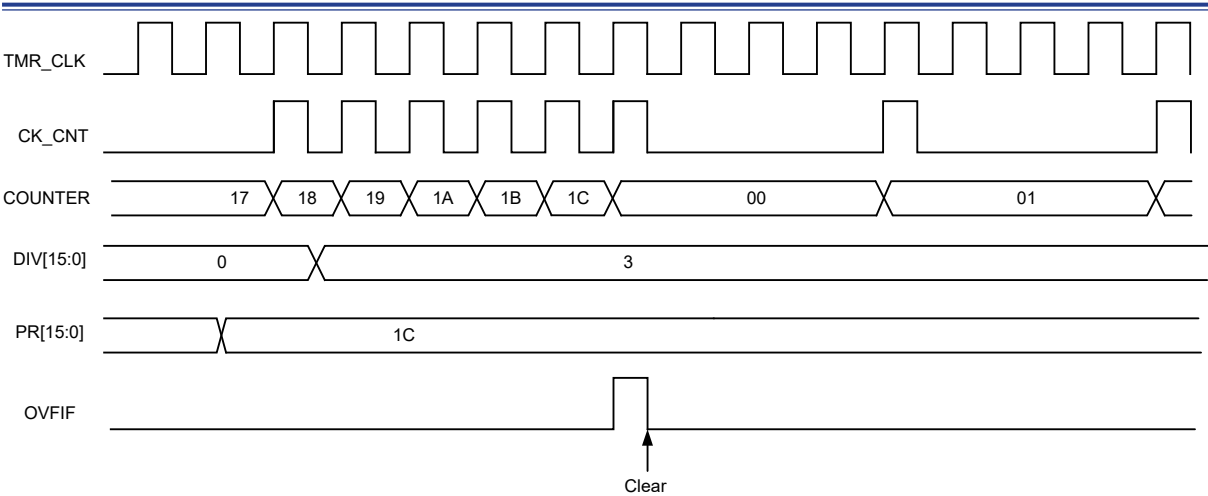 TMR_CLK
CK_CNT
COUNTER 17 18 19 1A 1B 1C 00 01
DIV[15:0] 0 3
PR[15:0] 1C
OVFIF
Clear